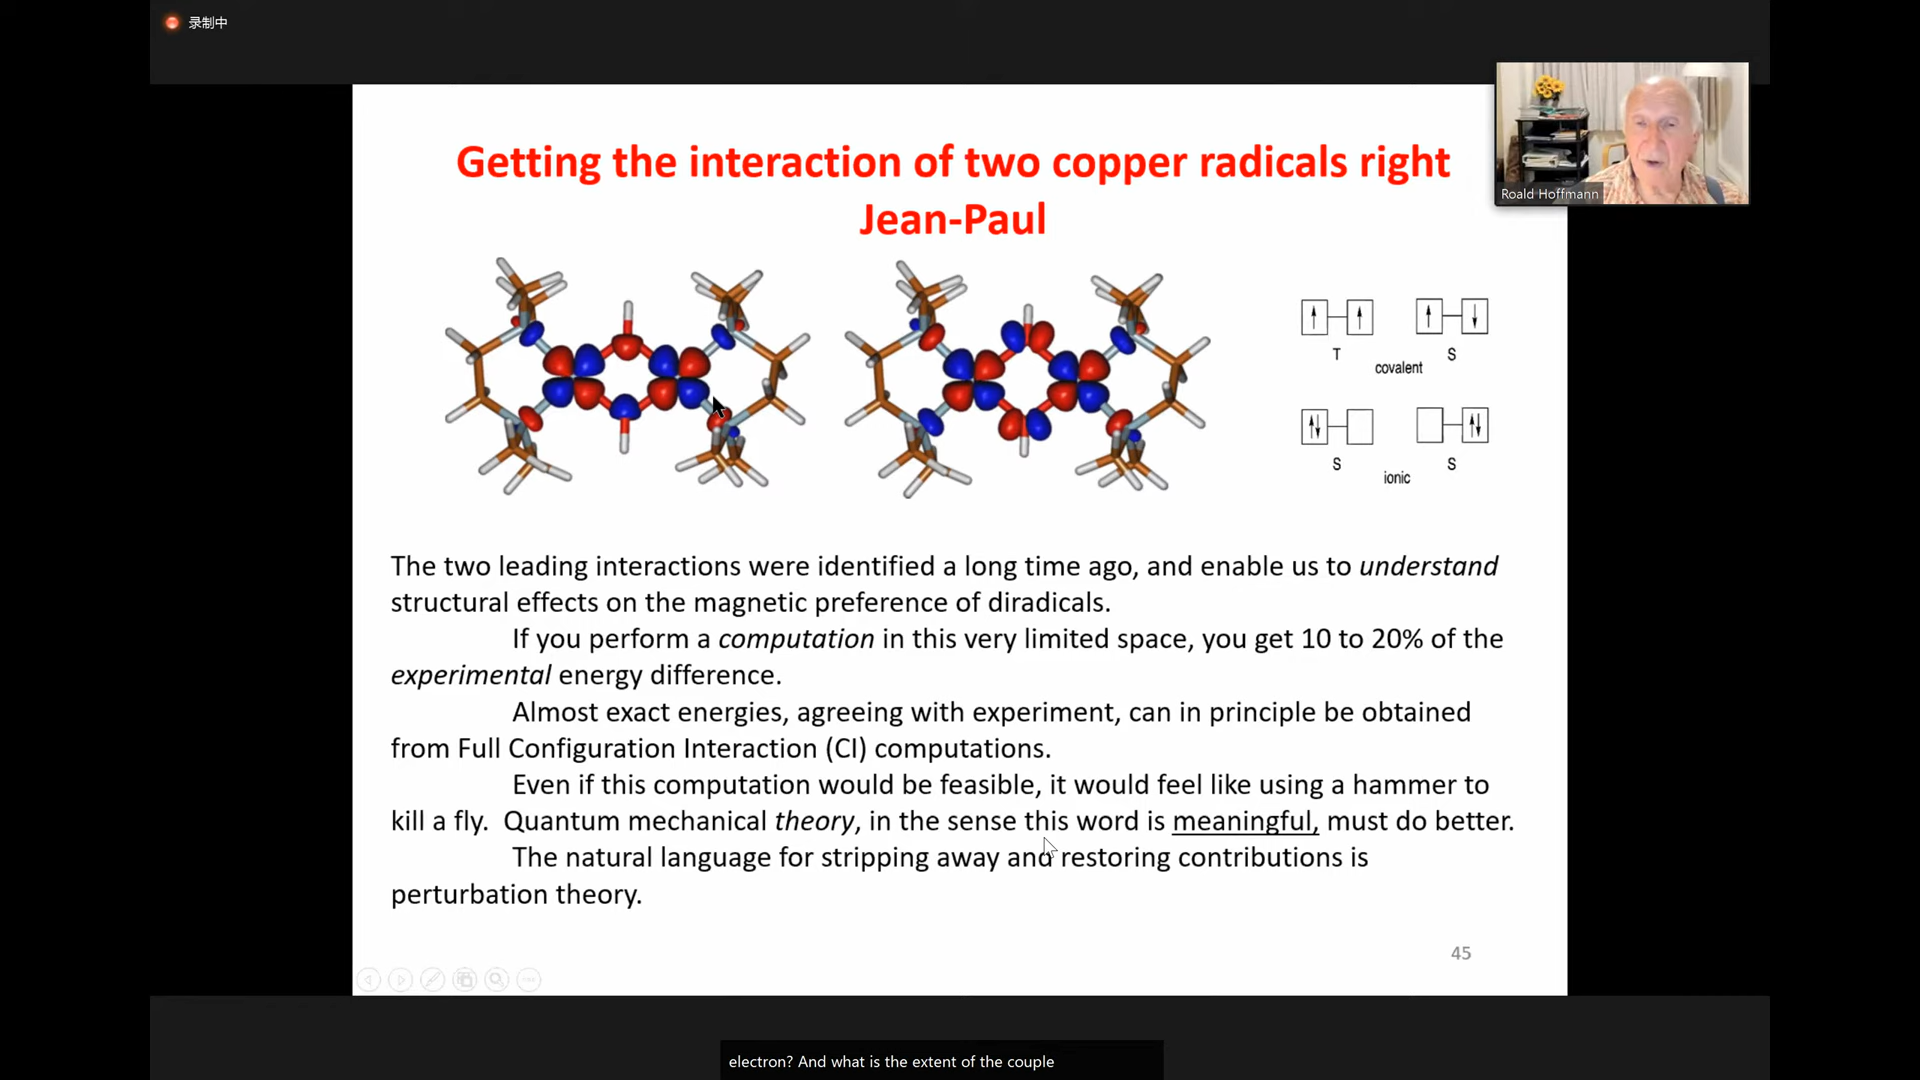 录制中
Roald Hoffmann
Getting the interaction of two copper radicals right
Jean-Paul
T
S
covalent
S
S
ionic
The two leading interactions were identified a long time ago, and enable us to understand
structural effects on the magnetic preference of diradicals.
If you perform a computation in this very limited space, you get 10 to 20% of the
experimental energy difference.
Almost exact energies, agreeing with experiment, can in principle be obtained
from Full Configuration Interaction (CI) computations.
Even if this computation would be feasible, it would feel like using a hammer to
kill a fly. Quantum mechanical theory, in the sense this word is meaningful, must do better.
The natural language for stripping away and restoring contributions is
perturbation theory.
45
electron? And what is the extent of the couple